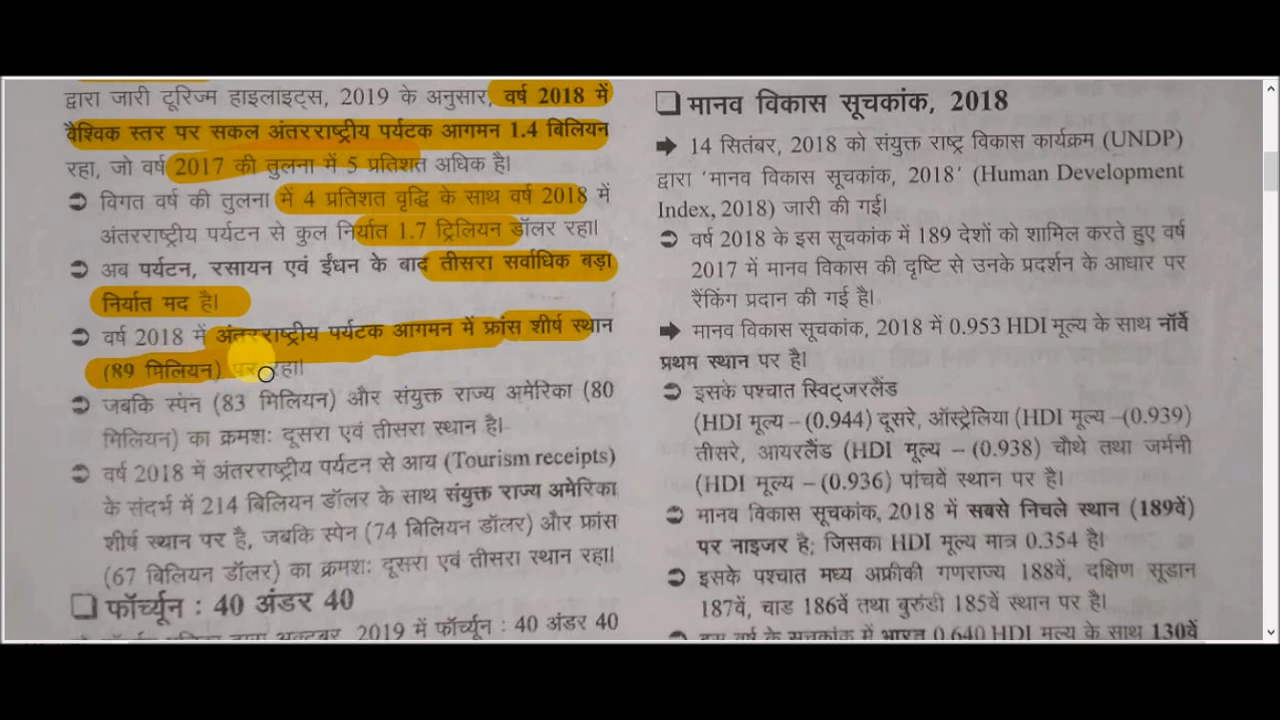 द्वारा जारी टूरिज्म हाइलाइट्स, 2019 के अनुसार, वर्ष 2018 में
वैश्विक स्तर पर सकल अंतरराष्ट्रीय पर्यटक आगमन 1.4 बिलियन
रहा, जो वर्ष 2017 की तुलना में 5 प्रतिशत अधिक है।
➲ विगत वर्ष की तुलना में 4 प्रतिशत वृद्धि के साथ वर्ष 2018 में
अंतरराष्ट्रीय पर्यटन से कुल निर्यात 1.7 ट्रिलियन डॉलर रहा।
➲ अब पर्यटन, रसायन एवं ईंधन के बाद तीसरा सर्वाधिक बड़ा
निर्यात मद है।
➲ वर्ष 2018 में अंतरराष्ट्रीय पर्यटक आगमन में फ्रांस शीर्ष स्थान
(89 मिलियन) पर रहा।
➲ जबकि स्पेन (83 मिलियन) और संयुक्त राज्य अमेरिका (80
मिलियन) का क्रमशः दूसरा एवं तीसरा स्थान है।
➲ वर्ष 2018 में अंतरराष्ट्रीय पर्यटन से आय (Tourism receipts)
के संदर्भ में 214 बिलियन डॉलर के साथ संयुक्त राज्य अमेरिका
शीर्ष स्थान पर है, जबकि स्पेन (74 बिलियन डॉलर) और फ्रांस
(67 बिलियन डॉलर) का क्रमशः दूसरा एवं तीसरा स्थान रहा।
❑ फॉर्च्यून : 40 अंडर 40
अक्टूबर, 2019 में फॉर्च्यून : 40 अंडर 40
❑ मानव विकास सूचकांक, 2018
➡ 14 सितंबर, 2018 को संयुक्त राष्ट्र विकास कार्यक्रम (UNDP)
द्वारा 'मानव विकास सूचकांक, 2018' (Human Development
Index, 2018) जारी की गई।
➲ वर्ष 2018 के इस सूचकांक में 189 देशों को शामिल करते हुए वर्ष
2017 में मानव विकास की दृष्टि से उनके प्रदर्शन के आधार पर
रैंकिंग प्रदान की गई है।
➡ मानव विकास सूचकांक, 2018 में 0.953 HDI मूल्य के साथ नॉर्वे
प्रथम स्थान पर है।
➲ इसके पश्चात स्विट्जरलैंड
(HDI मूल्य–(0.944) दूसरे, ऑस्ट्रेलिया (HDI मूल्य–(0.939)
तीसरे, आयरलैंड (HDI मूल्य – (0.938) चौथे तथा जर्मनी
(HDI मूल्य–(0.936) पांचवें स्थान पर है।
➲ मानव विकास सूचकांक, 2018 में सबसे निचले स्थान (189वें)
पर नाइजर है; जिसका HDI मूल्य मात्र 0.354 है।
➲ इसके पश्चात मध्य अफ्रीकी गणराज्य 188वें, दक्षिण सूडान
187वें, चाड 186वें तथा बुरुंडी 185वें स्थान पर है।
➲ इस वर्ष के सूचकांक में भारत 0.640 HDI मूल्य के साथ 130वें